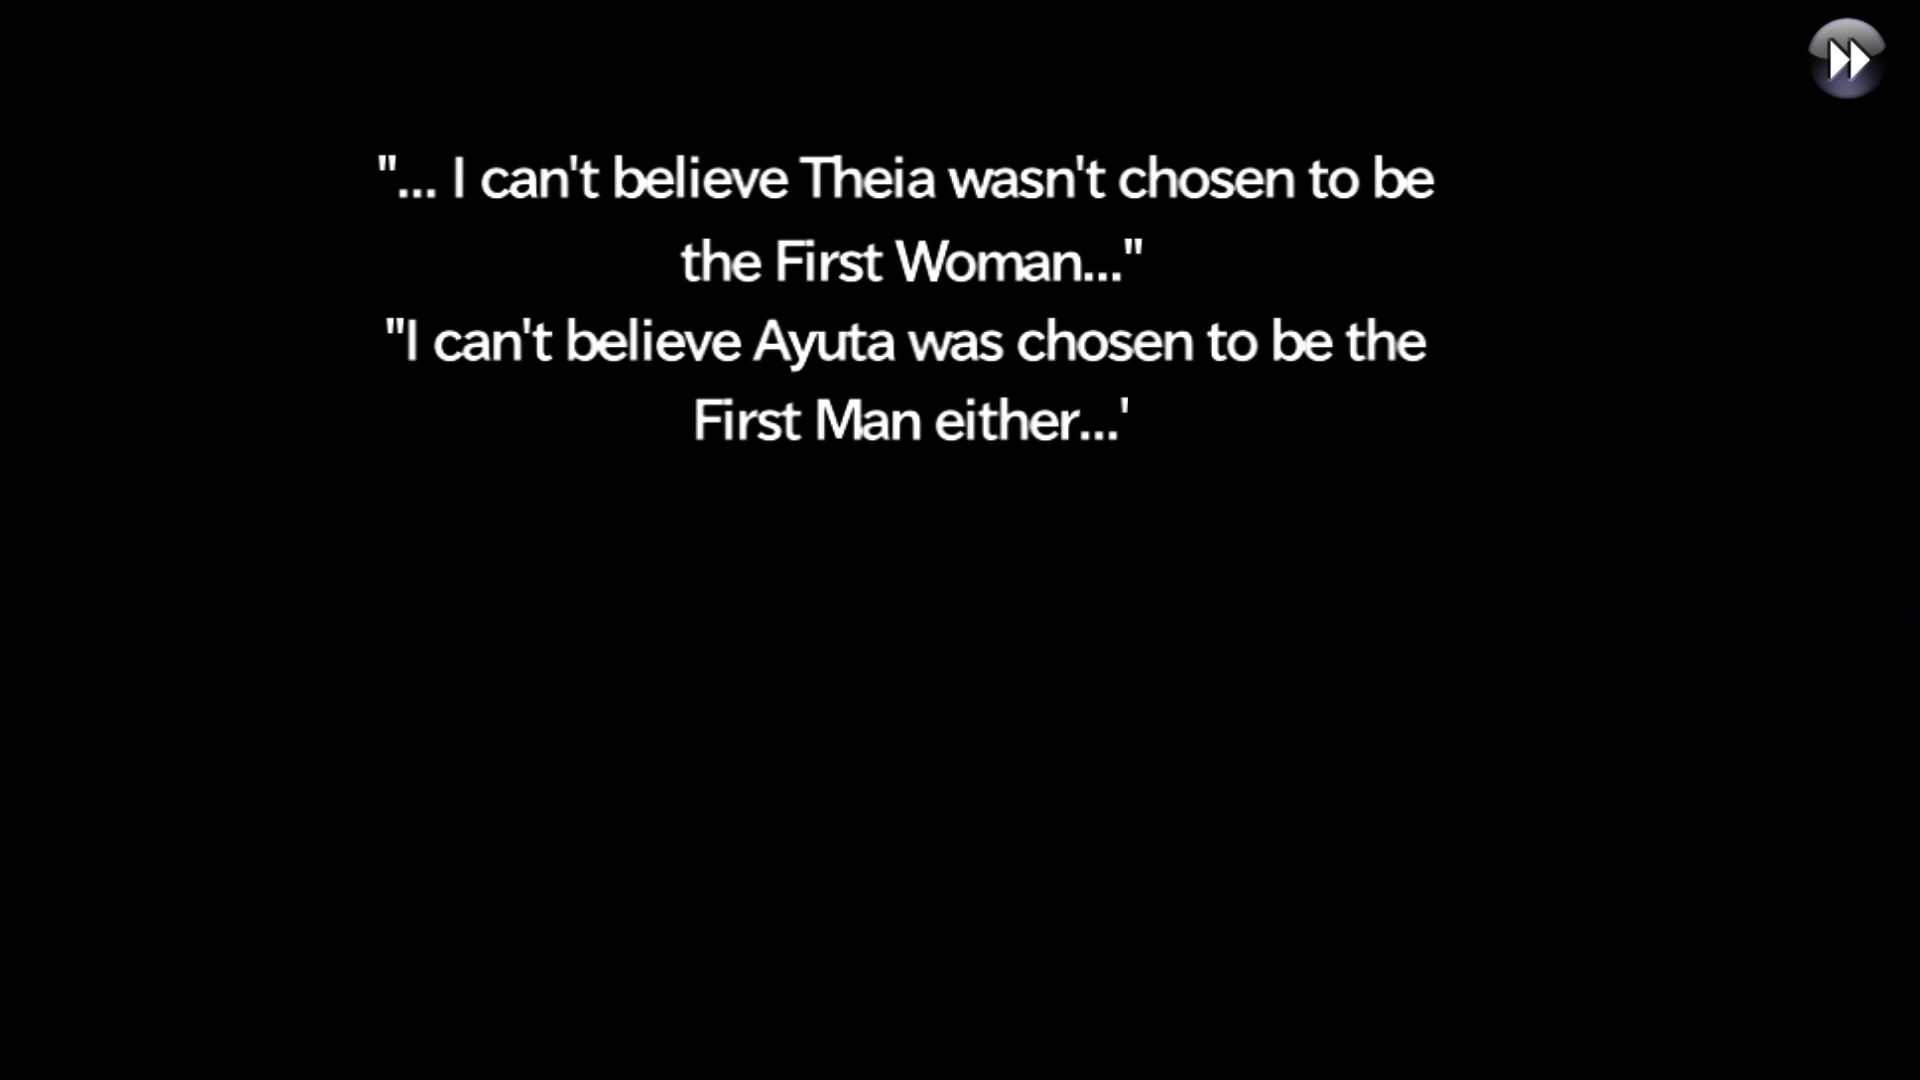 "... I can't believe Theia wasn't chosen to be
the First Woman..."
"I can't believe Ayuta was chosen to be the
First Man either...'